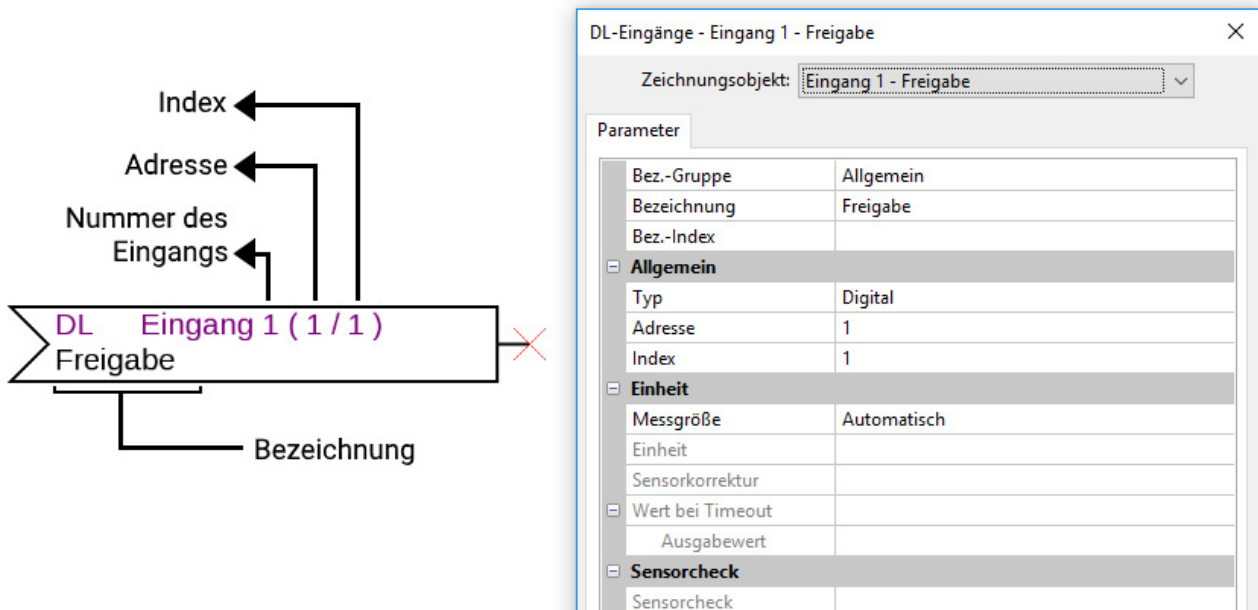 Index
Adresse
Nummer des
Eingangs
DL Eingang 1 ( 1 / 1 )
Freigabe
Bezeichnung
DL-Eingänge - Eingang 1 - Freigabe
Zeichnungsobjekt: Eingang 1 - Freigabe
Parameter
Bez.-Gruppe Allgemein
Bezeichnung Freigabe
Bez.-Index
Allgemein
Typ Digital
Adresse 1
Index 1
Einheit
Messgröße Automatisch
Einheit
Sensorkorrektur
Wert bei Timeout
Ausgabewert
Sensorcheck
Sensorcheck